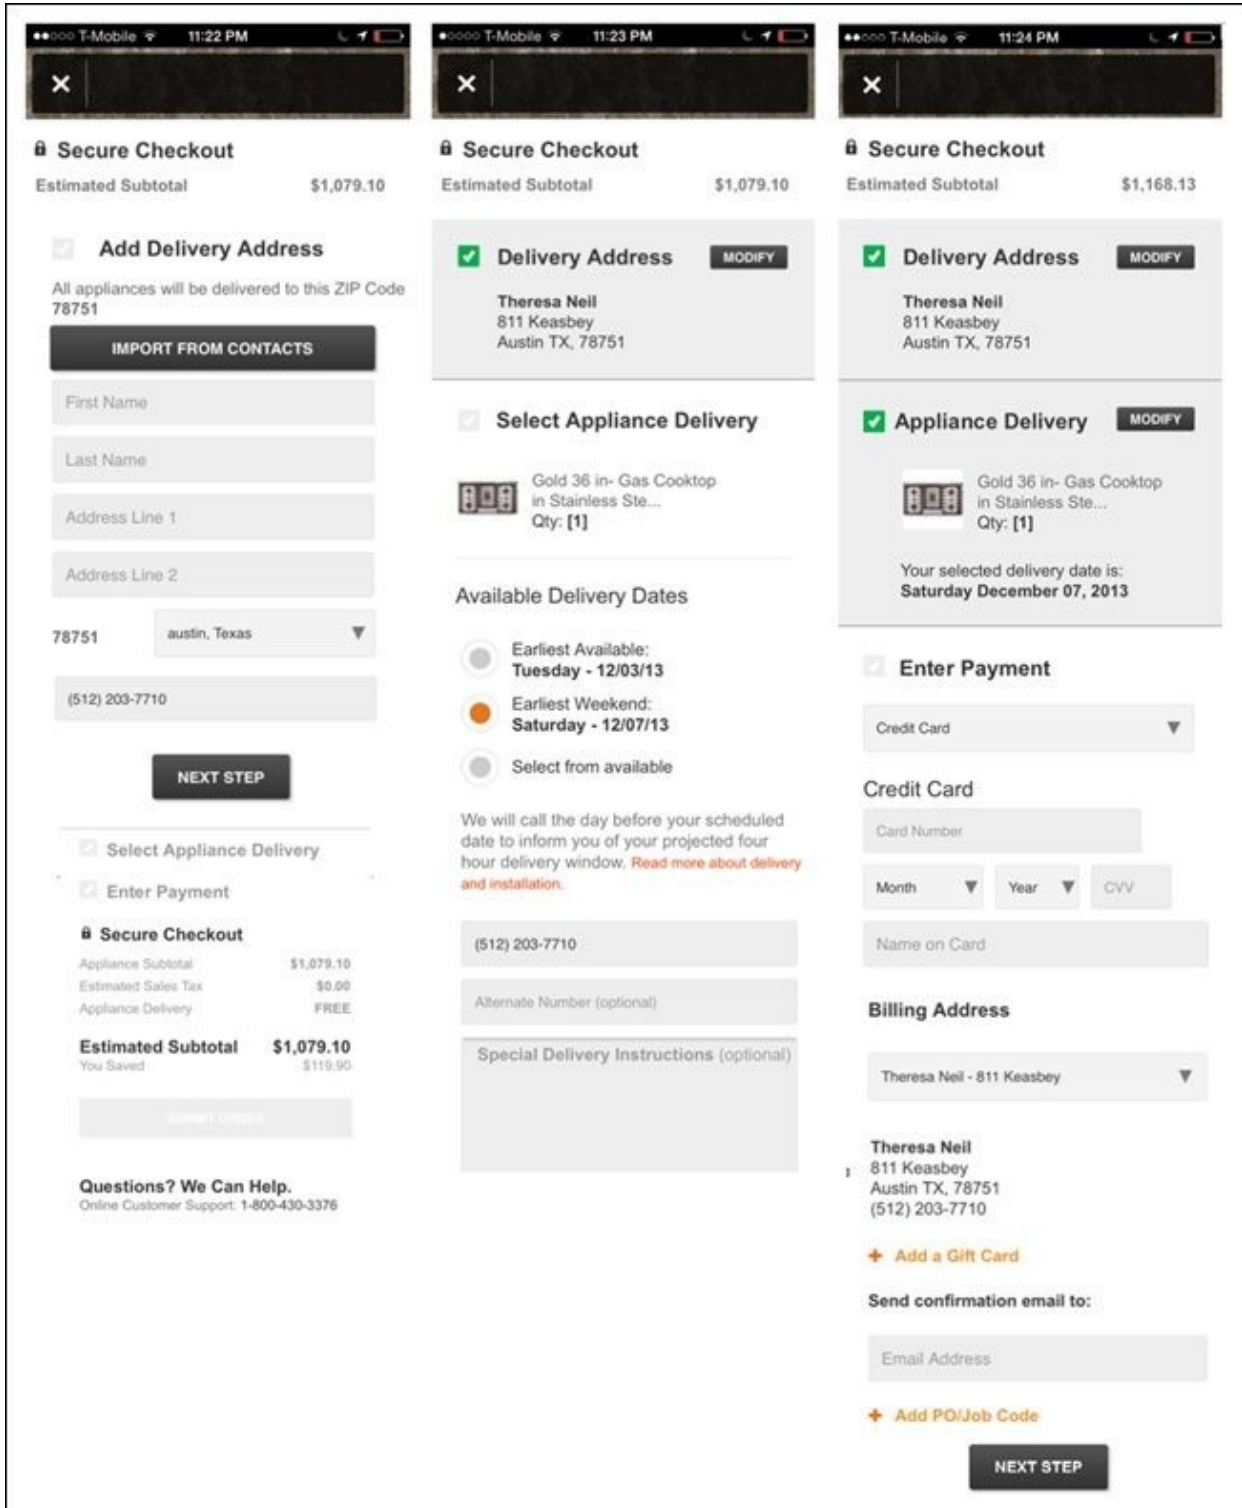 T-Mobile 11:22 PM
Secure Checkout
Estimated Subtotal $1,079.10
Add Delivery Address
All appliances will be delivered to this ZIP Code
78751
IMPORT FROM CONTACTS
First Name
Last Name
Address Line 1
Address Line 2
78751 austin, Texas
(512) 203-7710
NEXT STEP
Select Appliance Delivery
Enter Payment
Secure Checkout
Appliance Subtotal $1,079.10
Estimated Sales Tax $0.00
Appliance Delivery FREE
Estimated Subtotal $1,079.10
You Saved $119.90
SUBMIT ORDER
Questions? We Can Help.
Online Customer Support: 1-800-430-3376
T-Mobile 11:23 PM
Secure Checkout
Estimated Subtotal $1,079.10
Delivery Address MODIFY
Theresa Neil
811 Keasbey
Austin TX, 78751
Select Appliance Delivery
Gold 36 in- Gas Cooktop
in Stainless Ste...
Qty: [1]
Available Delivery Dates
Earliest Available:
Tuesday - 12/03/13
Earliest Weekend:
Saturday - 12/07/13
Select from available
We will call the day before your scheduled
date to inform you of your projected four
hour delivery window. Read more about delivery
and installation.
(512) 203-7710
Alternate Number (optional)
Special Delivery Instructions (optional)
T-Mobile 11:24 PM
Secure Checkout
Estimated Subtotal $1,168.13
Delivery Address MODIFY
Theresa Neil
811 Keasbey
Austin TX, 78751
Appliance Delivery MODIFY
Gold 36 in- Gas Cooktop
in Stainless Ste...
Qty: [1]
Your selected delivery date is:
Saturday December 07, 2013
Enter Payment
Credit Card
Credit Card
Card Number
Month Year CVV
Name on Card
Billing Address
Theresa Neil - 811 Keasbey
Theresa Neil
811 Keasbey
Austin TX, 78751
(512) 203-7710
+ Add a Gift Card
Send confirmation email to:
Email Address
+ Add PO/Job Code
NEXT STEP